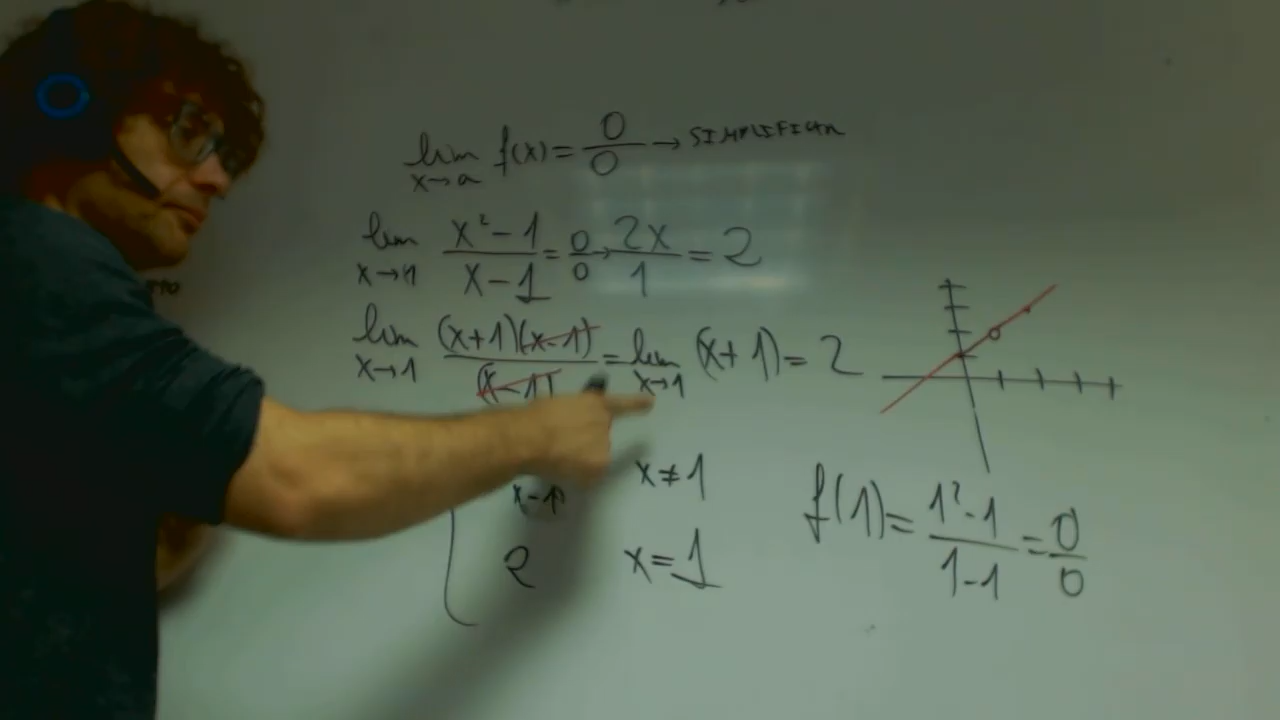 lim x→a f(x) = 0/0 → SIMPLIFICAR
lim x→1 x²-1/x-1 = 0/0 → 2x/1 = 2
lim x→1 (x+1)(x-1)/(x-1) = lim x→1 (x+1) = 2
x-1 x≠1
2 x=1
f(1) = 1²-1/1-1 = 0/0